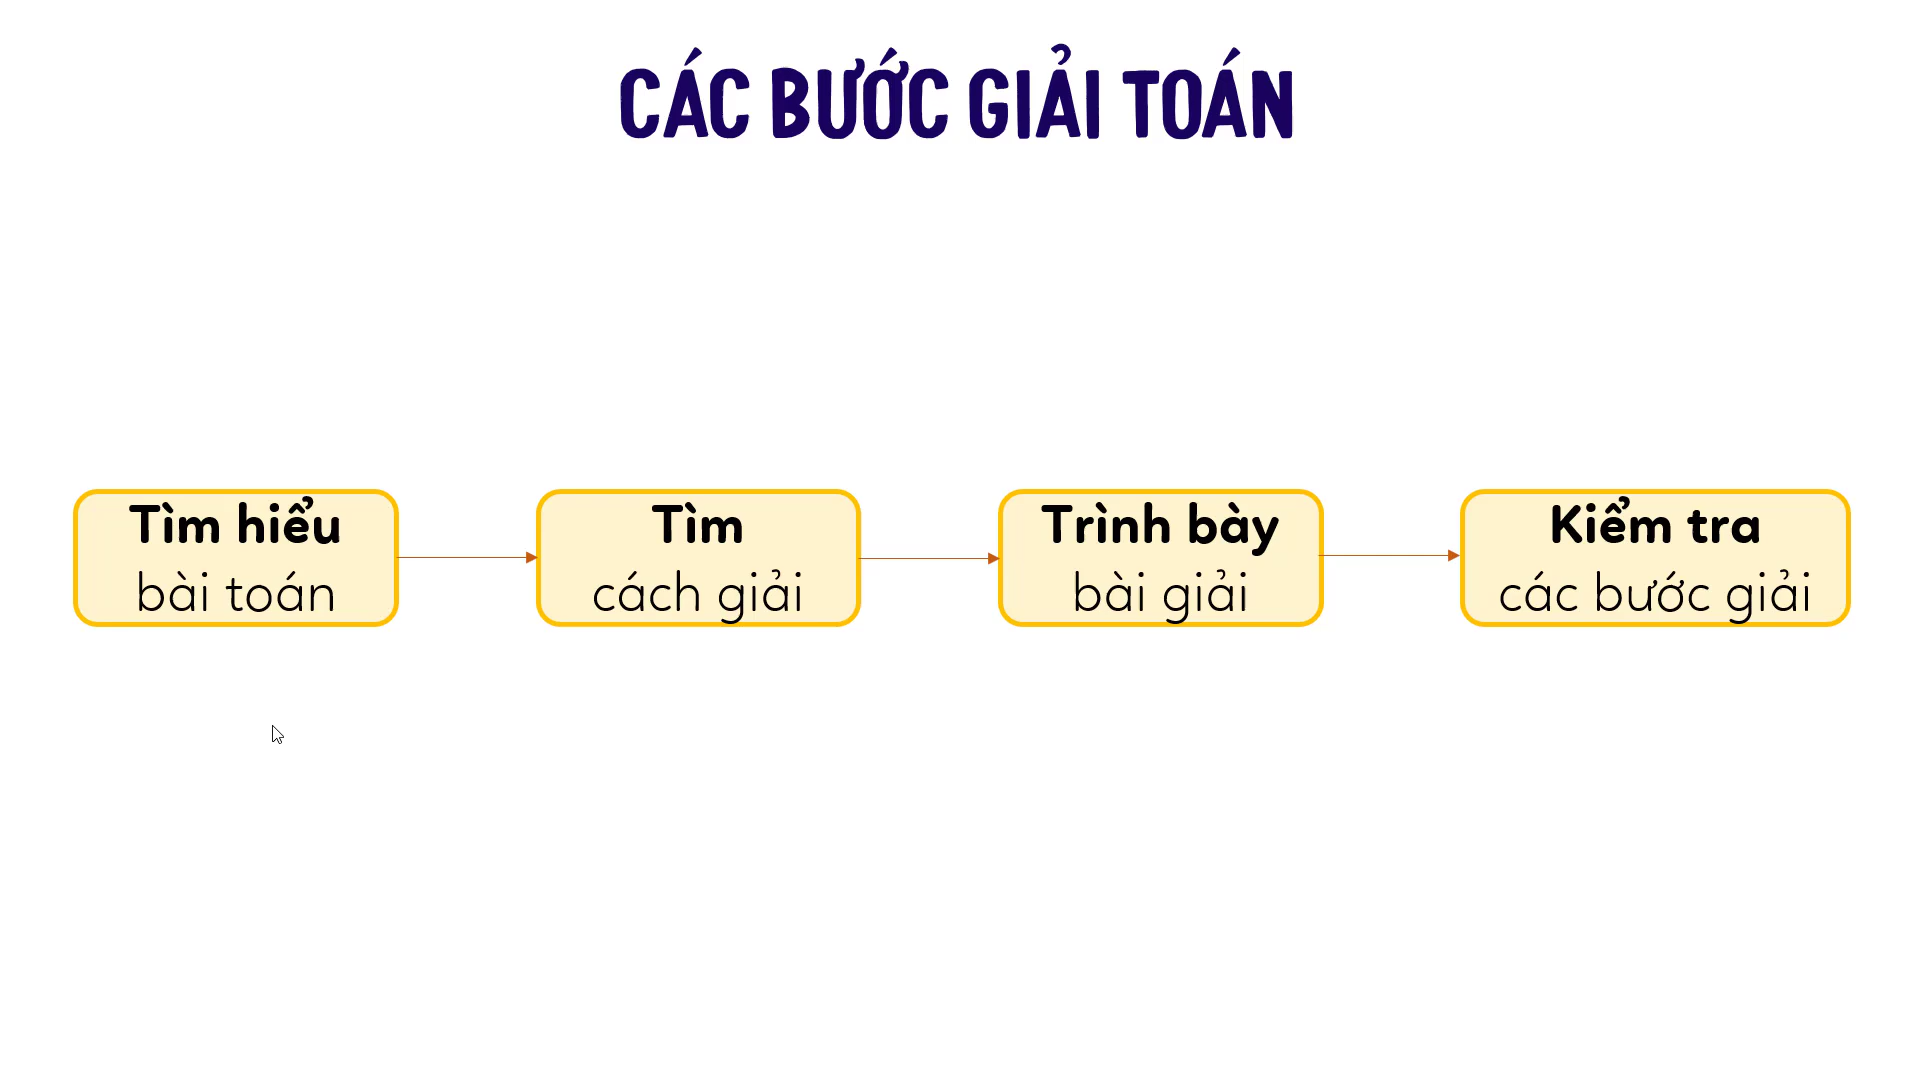 CÁC BƯỚC GIẢI TOÁN
Tìm hiểu
bài toán
Tìm
cách giải
Trình bày
bài giải
Kiểm tra
các bước giải